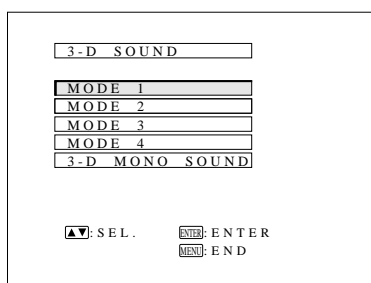 3-D SOUND
MODE 1
MODE 2
MODE 3
MODE 4
3-D MONO SOUND
▲▼: SEL. ENTER: ENTER
MENU: END